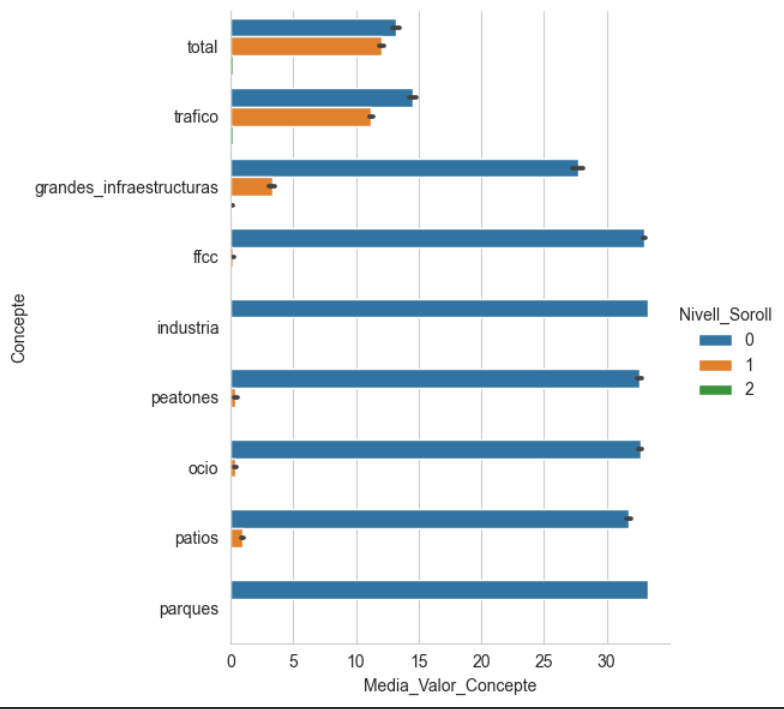 total
trafico
grandes_infraestructuras
ffcc
industria
peatones
ocio
patios
parques
Concepte
0 5 10 15 20 25 30
Media_Valor_Concepte
Nivell_Soroll
0
1
2